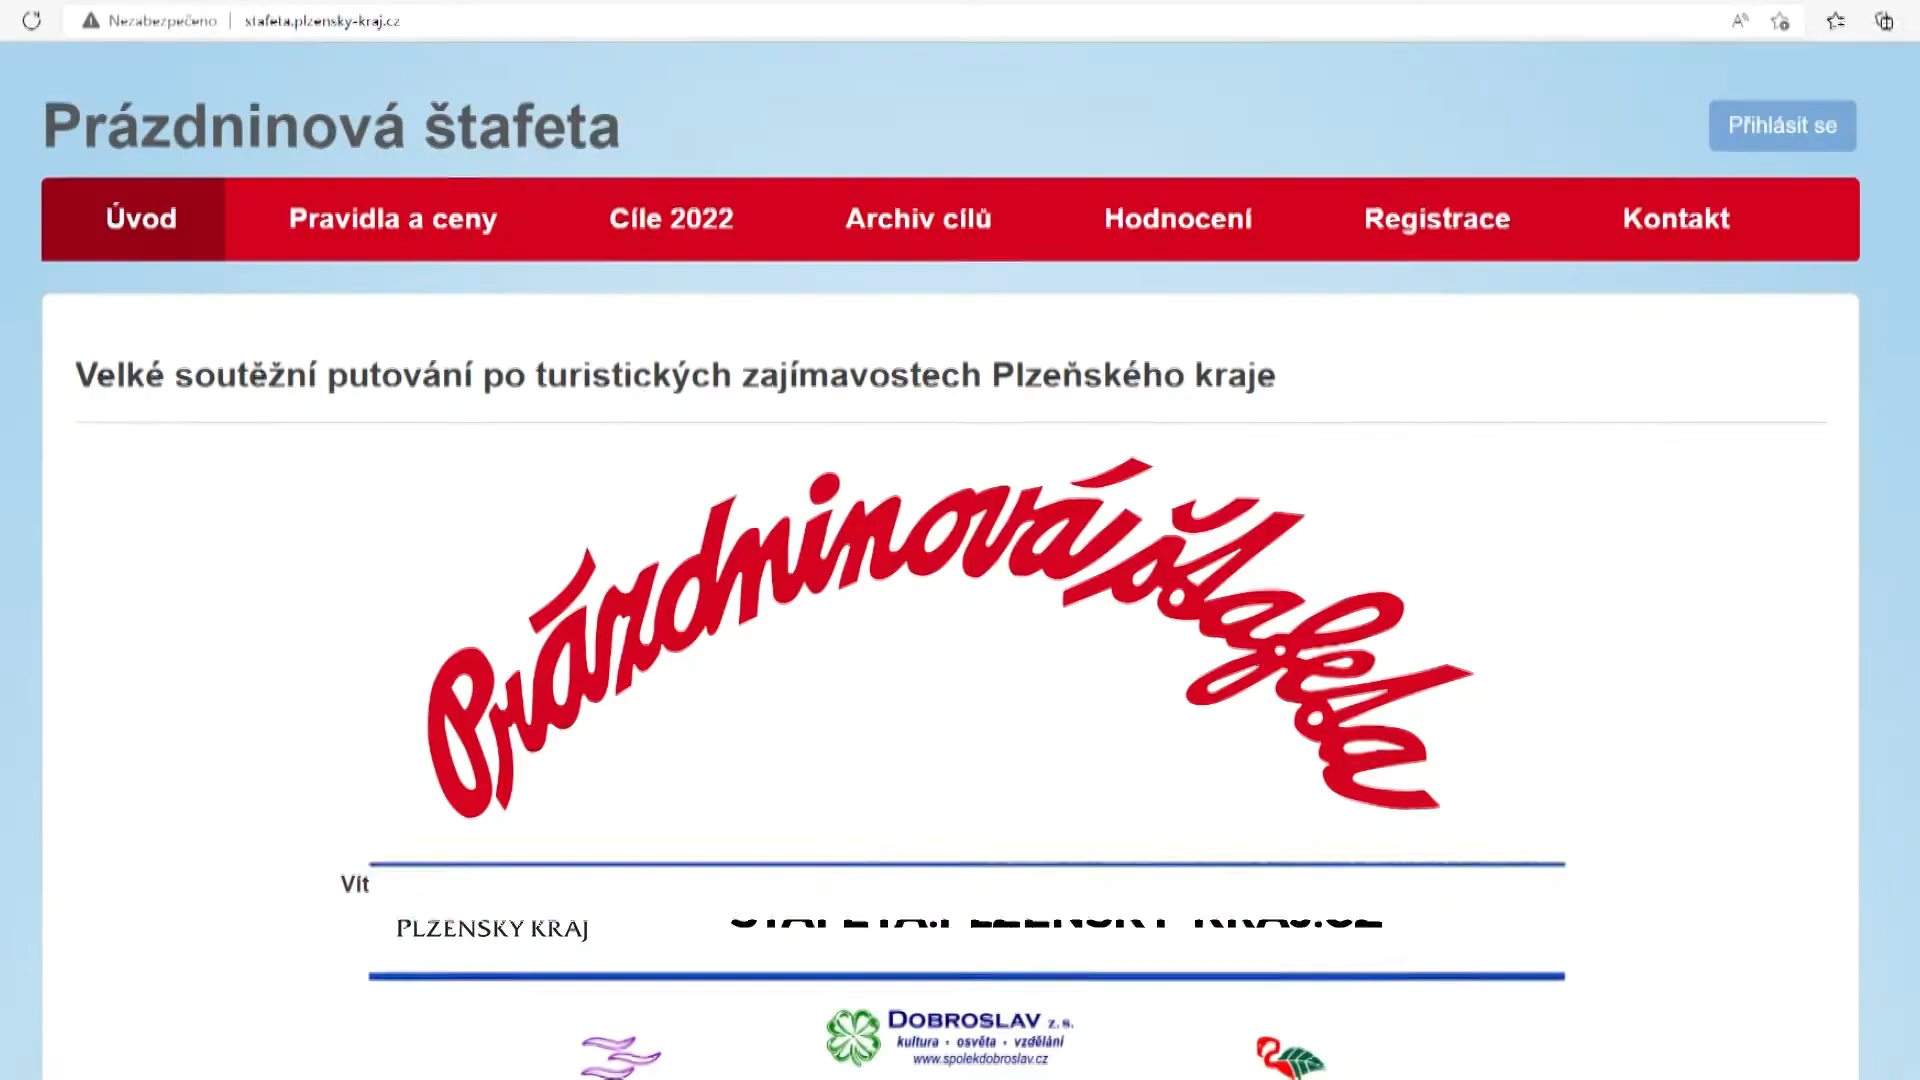 Nezabezpečeno | stafeta.plzensky-kraj.cz
Prázdninová štafeta
Přihlásit se
Úvod Pravidla a ceny Cíle 2022 Archiv cílů Hodnocení Registrace Kontakt
Velké soutěžní putování po turistických zajímavostech Plzeňského kraje
Prázdninová štafeta
Vít
PLZEŇSKÝ KRAJ
DOBROSLAV z. s.
kultura • osvěta • vzdělání
www.spolekdobroslav.cz